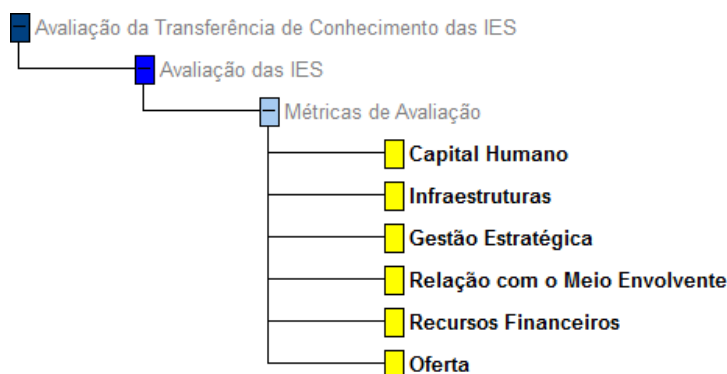 Avaliação da Transferência de Conhecimento das IES
Avaliação das IES
Métricas de Avaliação
Capital Humano
Infraestruturas
Gestão Estratégica
Relação com o Meio Envolvente
Recursos Financeiros
Oferta